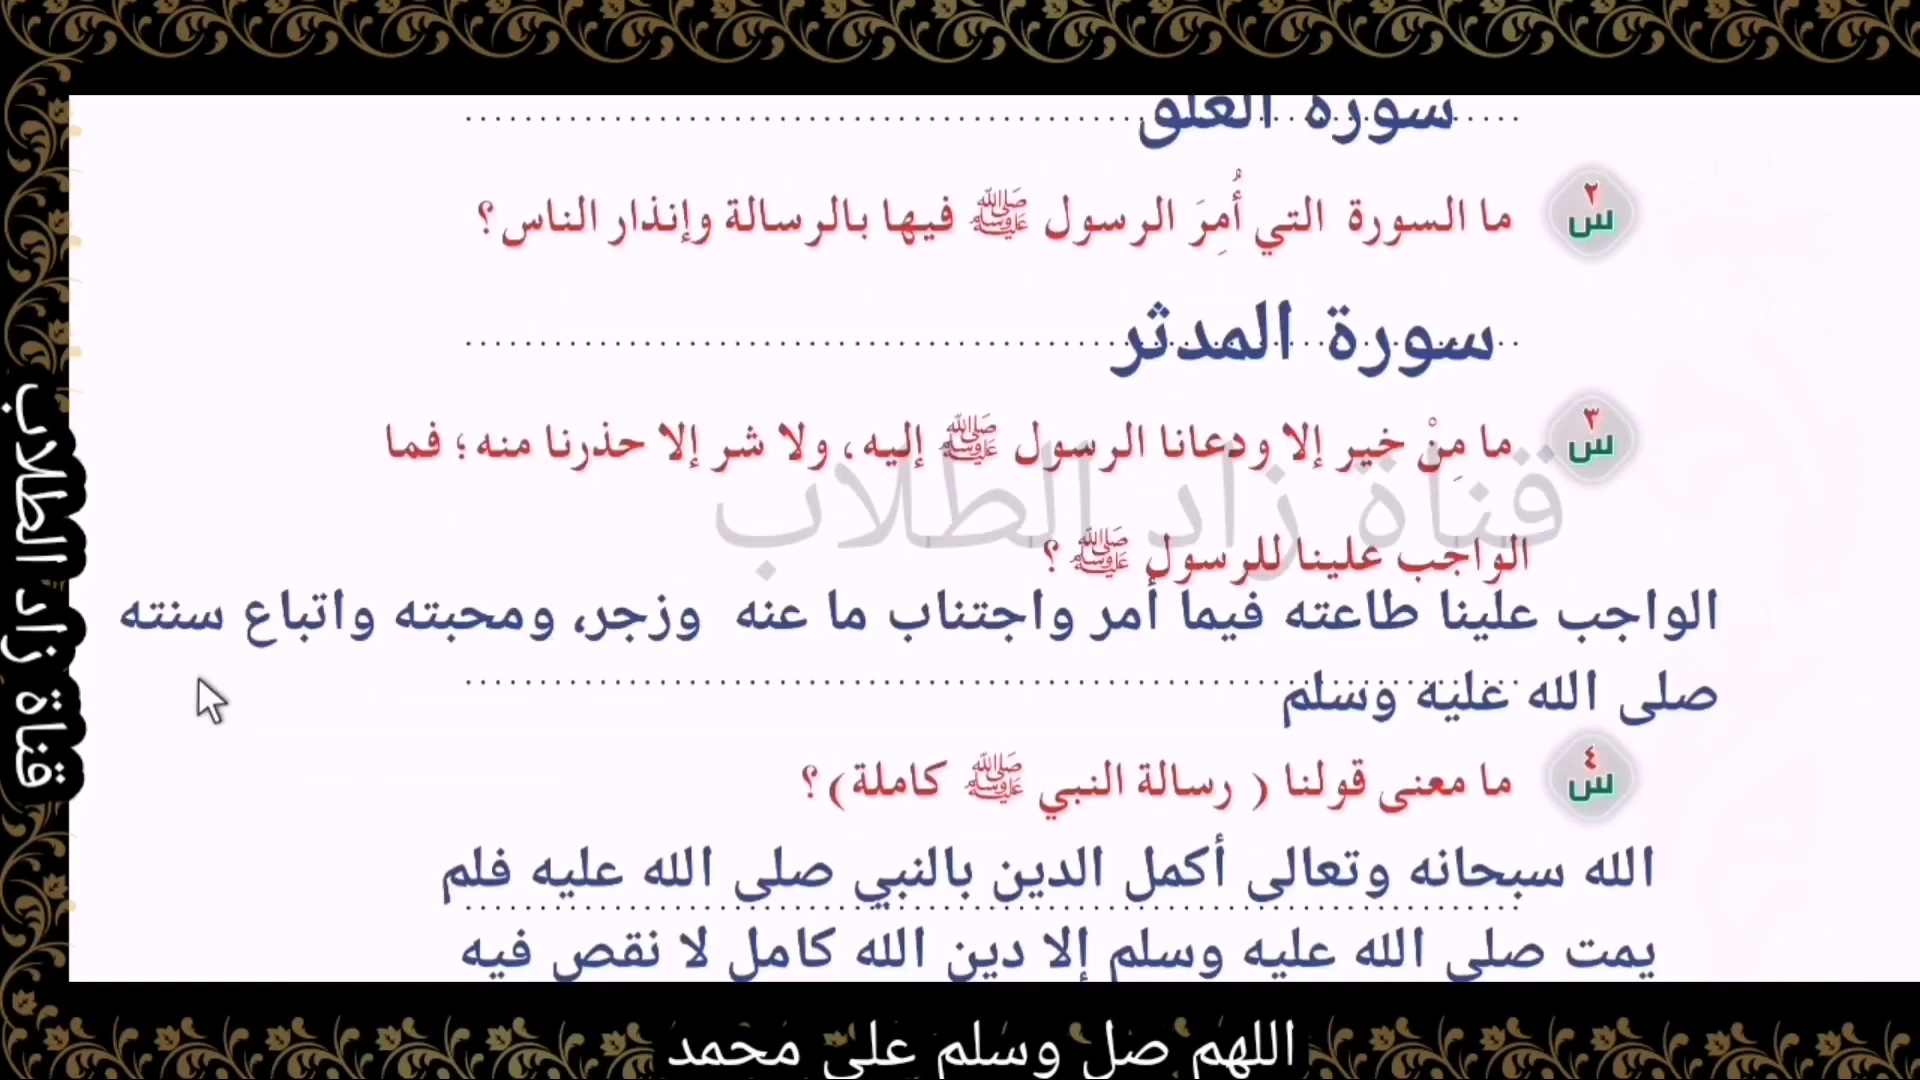 سورة العلق
س٢ ما السورة التي أُمِرَ الرسول ﷺ فيها بالرسالة وإنذار الناس؟
سورة المدثر
س٣ ما مِنْ خير إلا ودعانا الرسول ﷺ إليه، ولا شر إلا حذرنا منه؛ فما
الواجب علينا للرسول ﷺ ؟
قناة زاد الطلاب
الواجب علينا طاعته فيما أمر واجتناب ما عنه وزجر، ومحبته واتباع سنته
صلى الله عليه وسلم
س٤ ما معنى قولنا ( رسالة النبي ﷺ كاملة)؟
الله سبحانه وتعالى أكمل الدين بالنبي صلى الله عليه فلم
يمت صلى الله عليه وسلم إلا دين الله كامل لا نقص فيه
قناة زاد الطلاب
اللهم صل وسلم على محمد